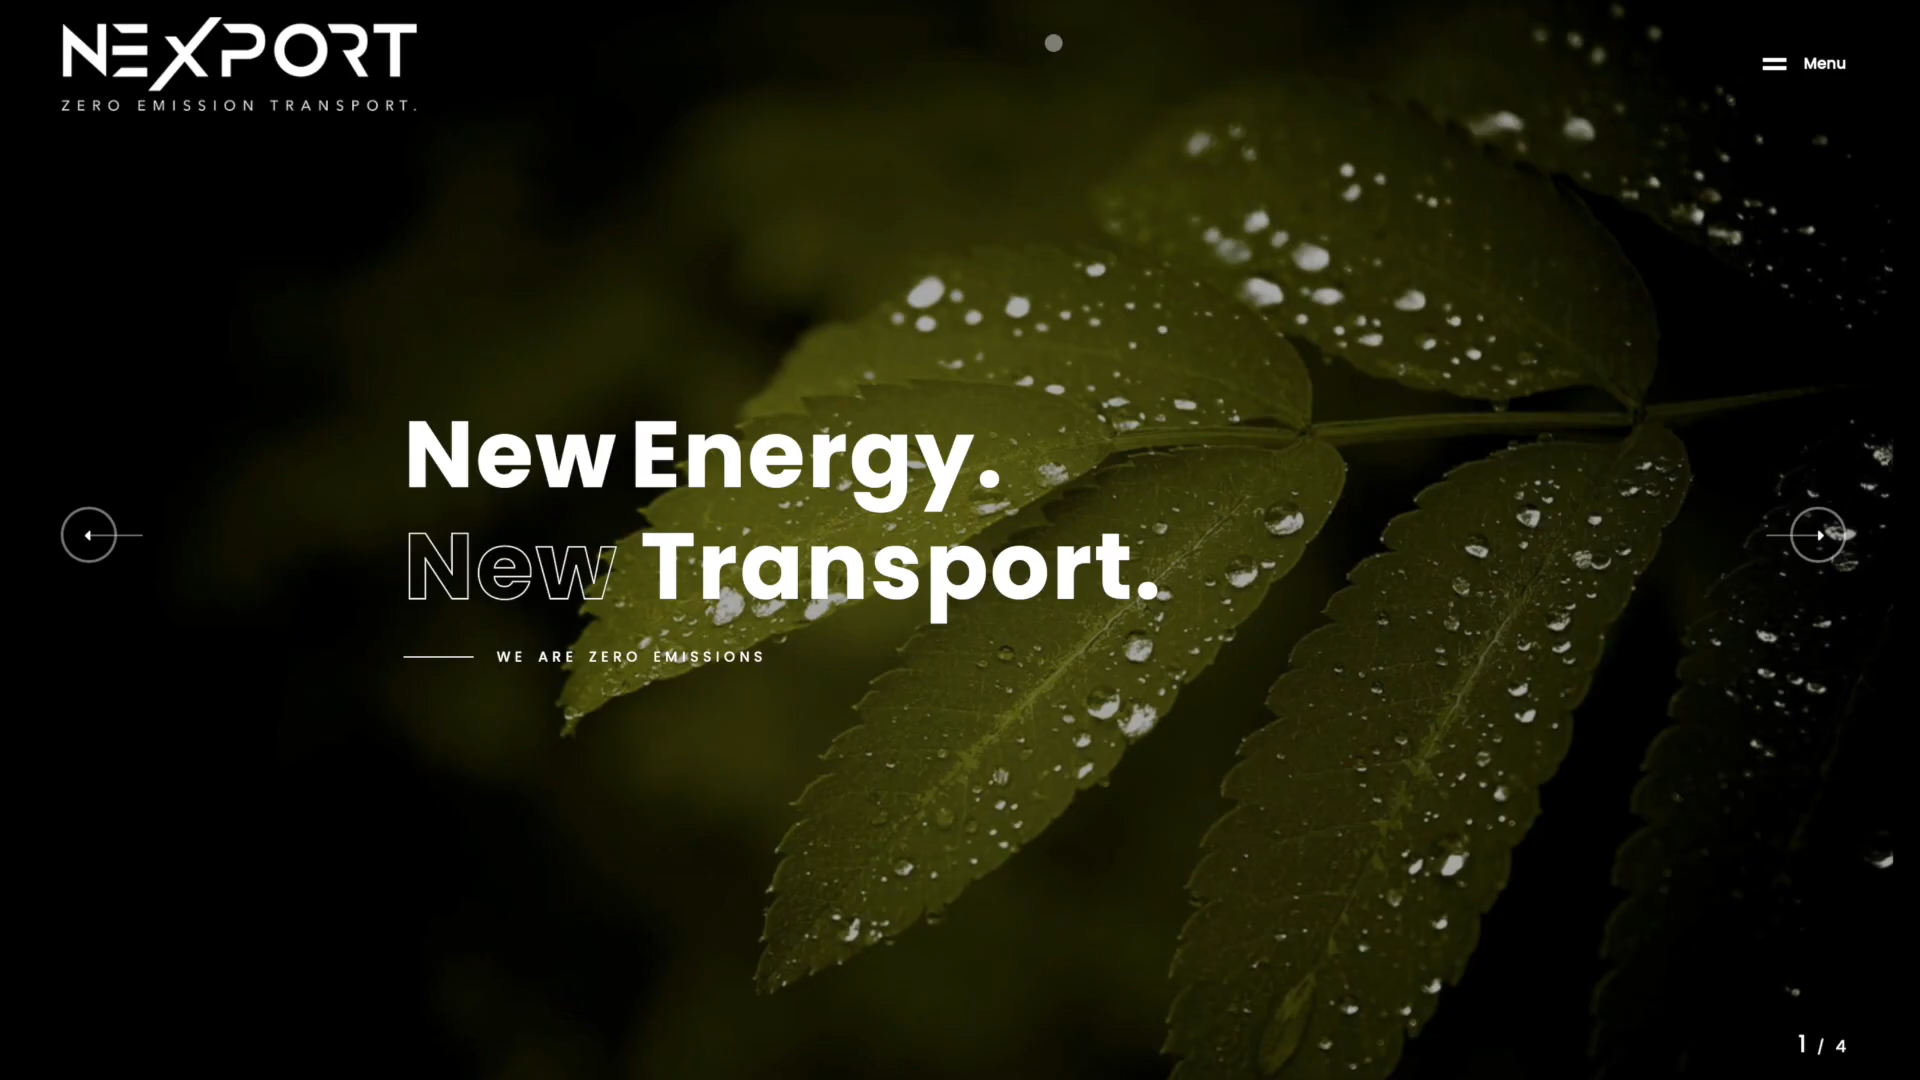 NEXPORT
ZERO EMISSION TRANSPORT.
Menu
New Energy.
New Transport.
WE ARE ZERO EMISSIONS
1 / 4